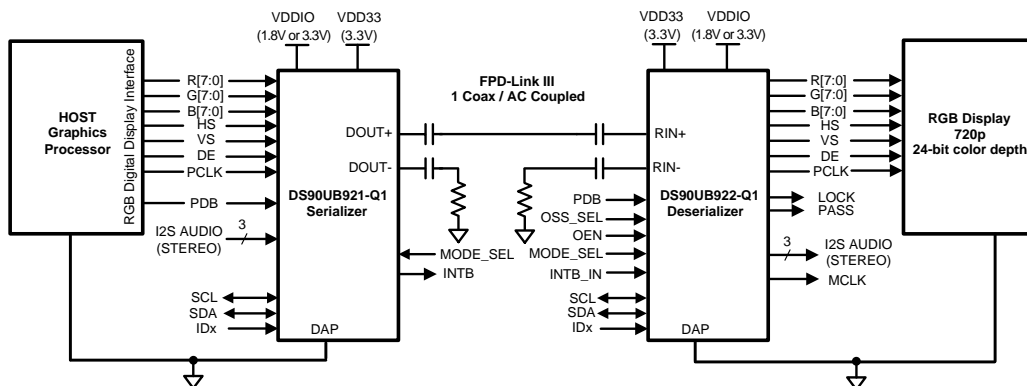 VDDIO
(1.8V or 3.3V)
VDD33
(3.3V)
VDD33
(3.3V)
VDDIO
(1.8V or 3.3V)
HOST
Graphics
Processor
RGB Digital Display Interface
R[7:0]
G[7:0]
B[7:0]
HS
VS
DE
PCLK
PDB
I2S AUDIO
(STEREO)
3
SCL
SDA
IDx
DOUT+
DOUT-
DS90UB921-Q1
Serializer
MODE_SEL
INTB
DAP
FPD-Link III
1 Coax / AC Coupled
RIN+
RIN-
PDB
OSS_SEL
OEN
MODE_SEL
INTB_IN
SCL
SDA
IDx
DS90UB922-Q1
Deserializer
DAP
R[7:0]
G[7:0]
B[7:0]
HS
VS
DE
PCLK
LOCK
PASS
3
I2S AUDIO
(STEREO)
MCLK
RGB Display
720p
24-bit color depth